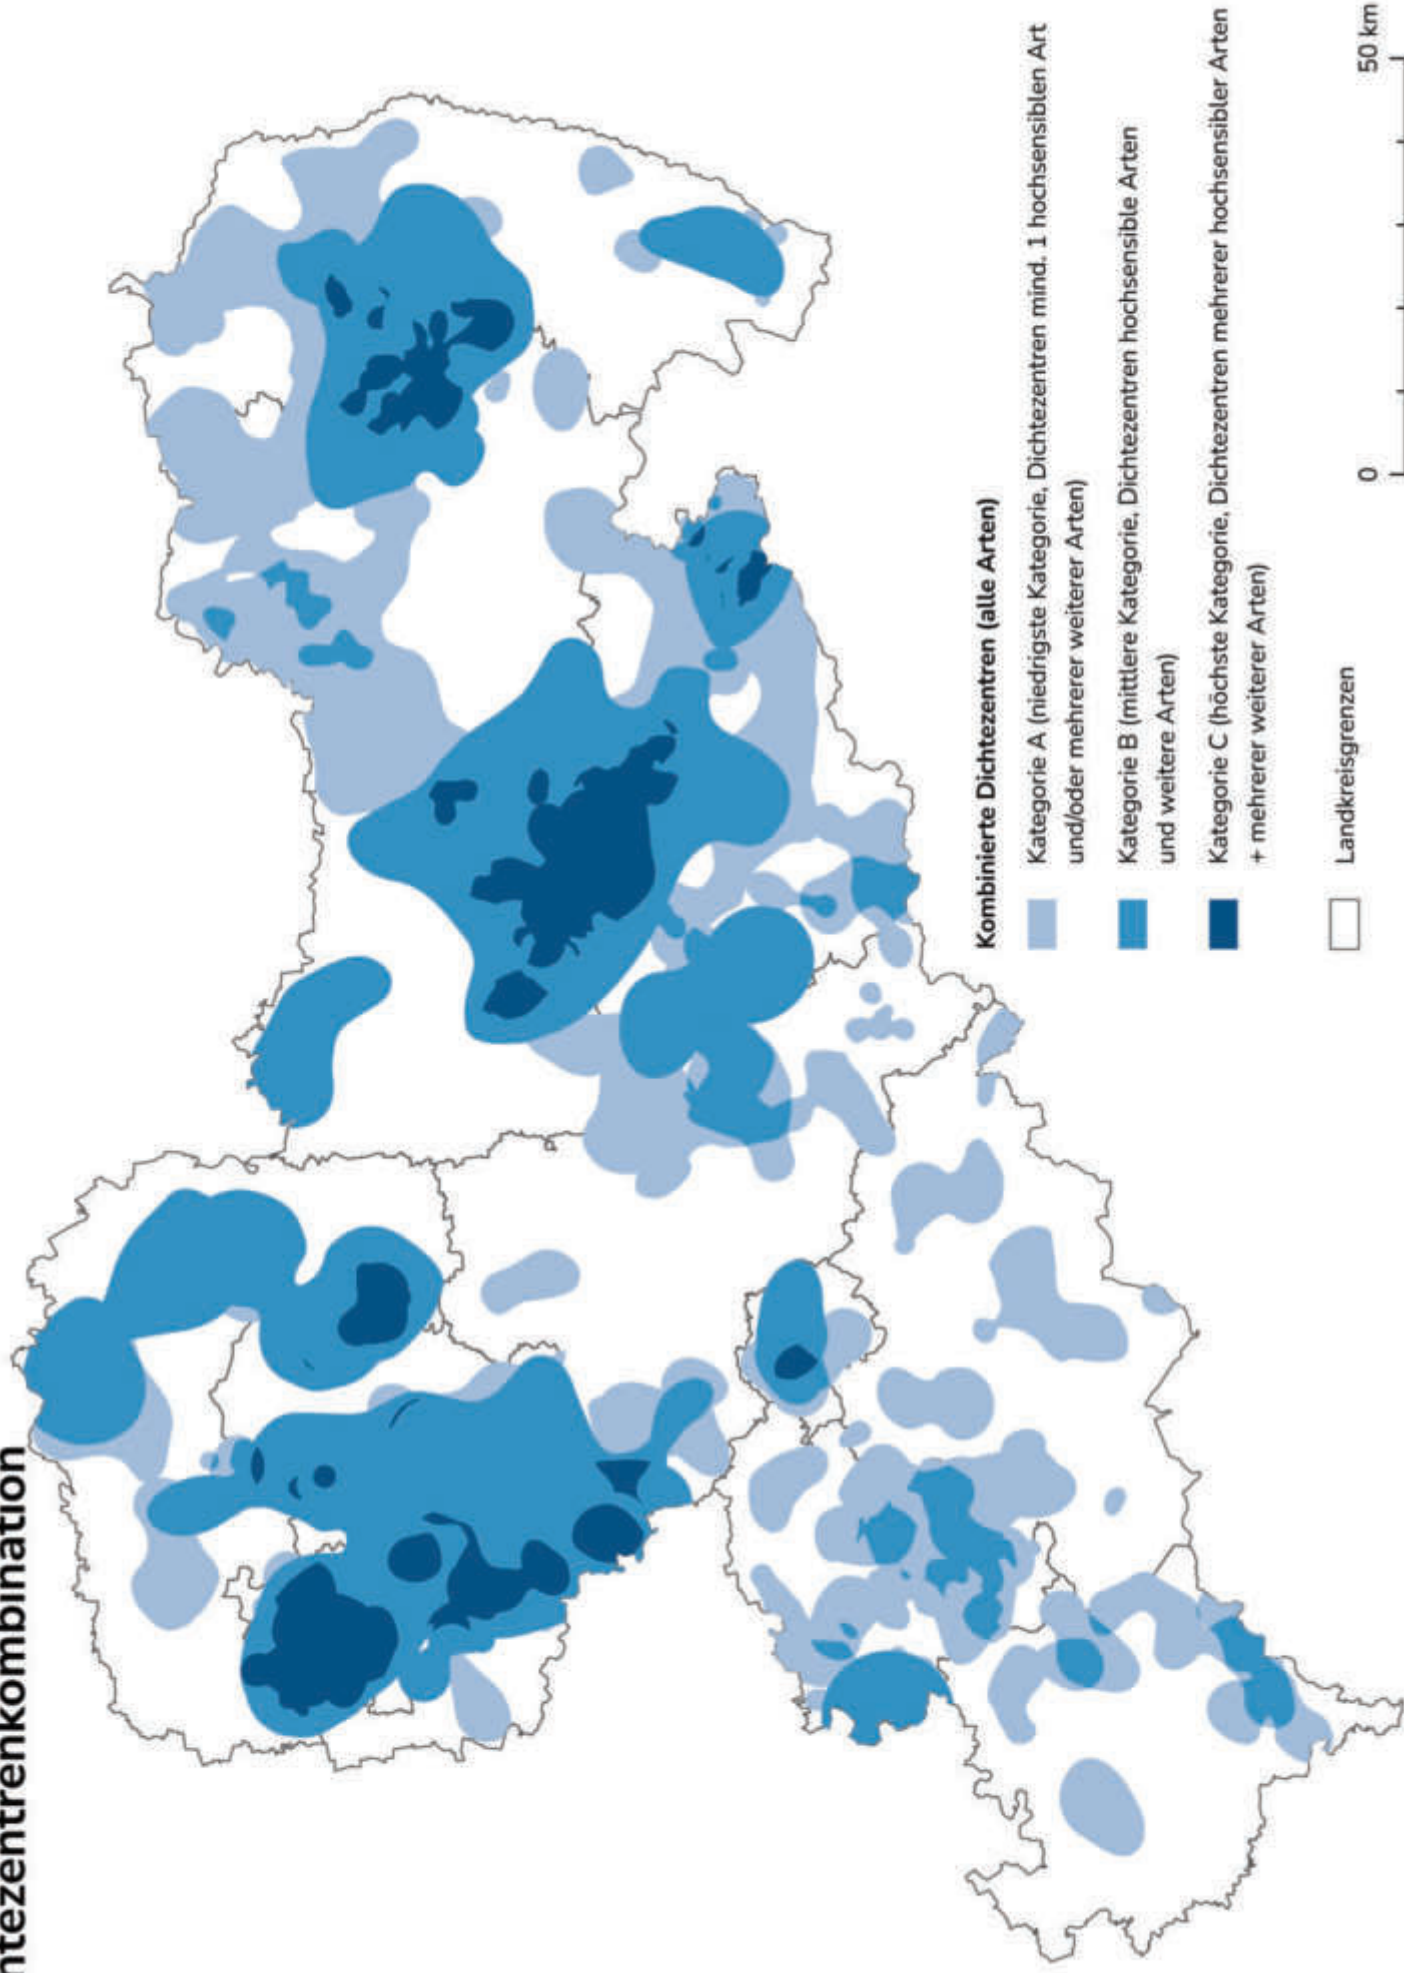 ntezentrenkombination
Kombinierte Dichtezentren (alle Arten)
Kategorie A (niedrigste Kategorie, Dichtezentren mind. 1 hochsensiblen Art
und/oder mehrerer weiterer Arten)
Kategorie B (mittlere Kategorie, Dichtezentren hochsensible Arten
und weitere Arten)
Kategorie C (höchste Kategorie, Dichtezentren mehrerer hochsensibler Arten
+ mehrerer weiterer Arten)
Landkreisgrenzen
0 50 km